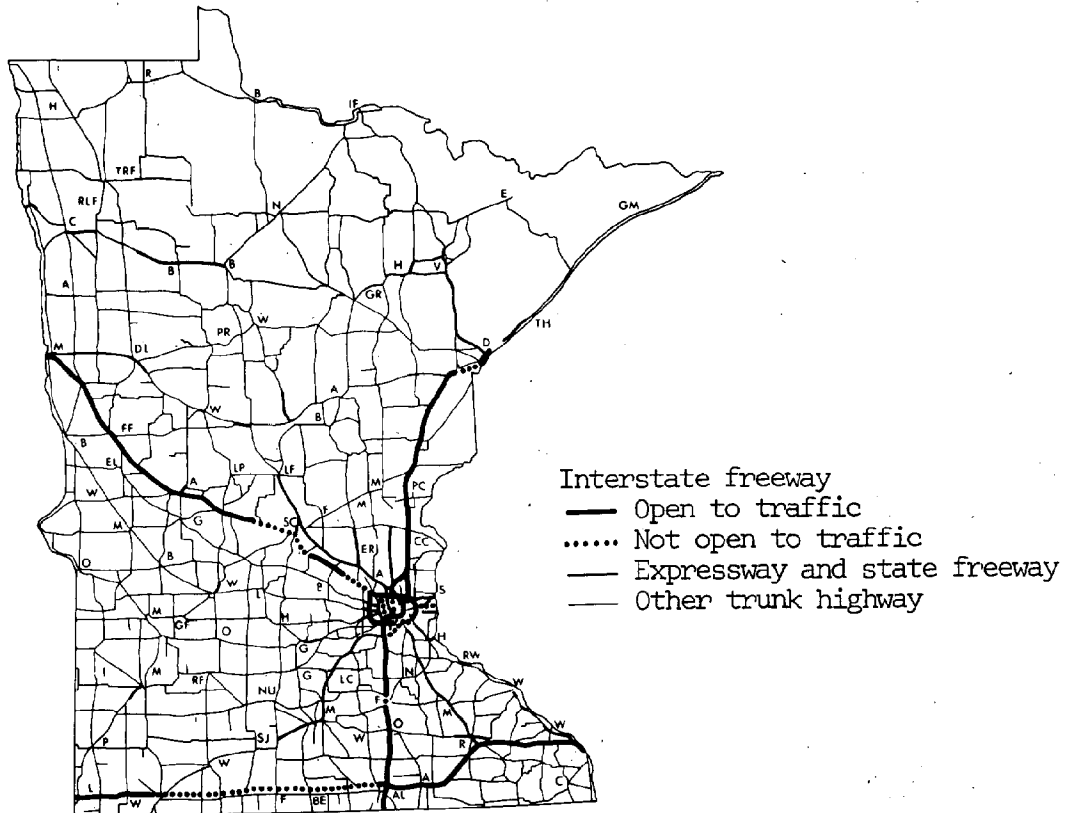 R
H
B
IF
TRF
RLF
E
N
GM
C
B
B
H
V
A
GR
W
PR
TH
M
DL
D
A
W
B
FF
B
EL
LP
LF
A
M
PC
W
G
SC
F
M
M
CC
O
B
ER
W
P
A
S
M
GF
I
O
H
H
G
RW
I
M
RF
G
LC
N
W
NU
F
M
M
O
W
P
SJ
W
R
W
A
C
L
W
F
BE
AL
Interstate freeway
Open to traffic
Not open to traffic
Expressway and state freeway
Other trunk highway